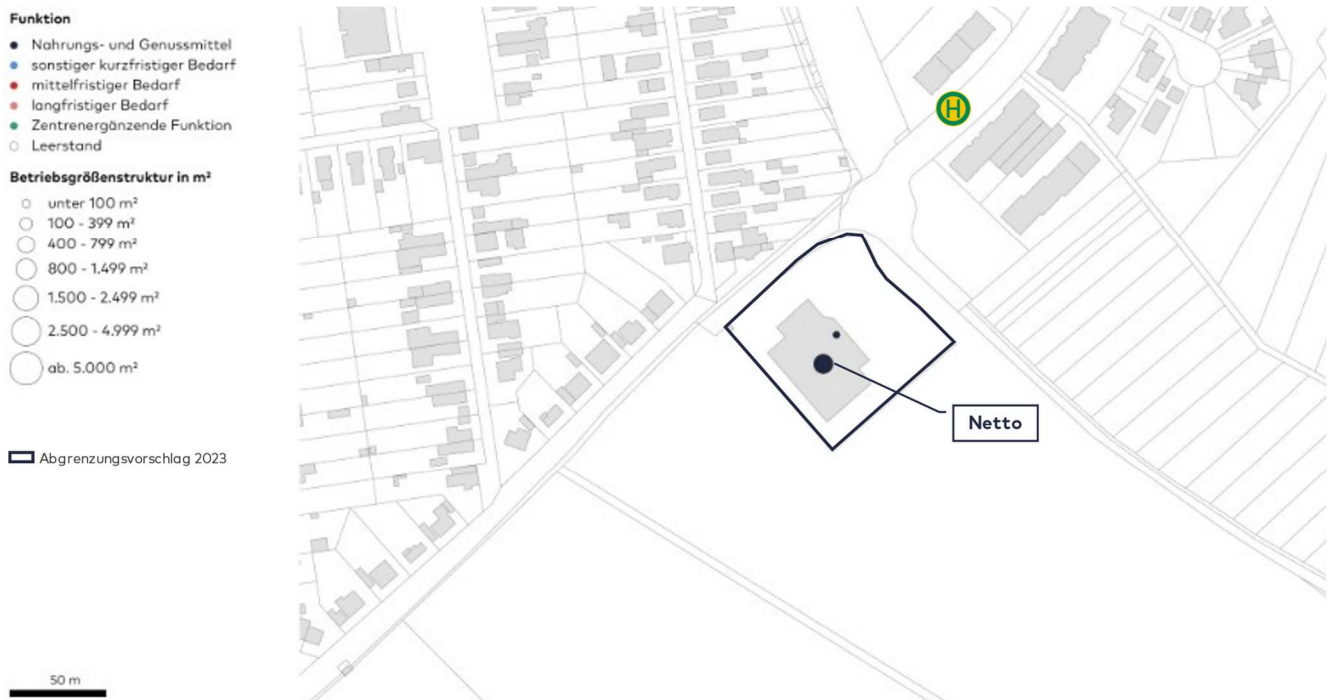 Funktion
Nahrungs- und Genussmittel
sonstiger kurzfristiger Bedarf
mittelfristiger Bedarf
langfristiger Bedarf
Zentrenergänzende Funktion
Leerstand
Betriebsgrößenstruktur in m²
unter 100 m²
100 - 399 m²
400 - 799 m²
800 - 1.499 m²
1.500 - 2.499 m²
2.500 - 4.999 m²
ab. 5.000 m²
Abgrenzungsvorschlag 2023
50 m
H
Netto